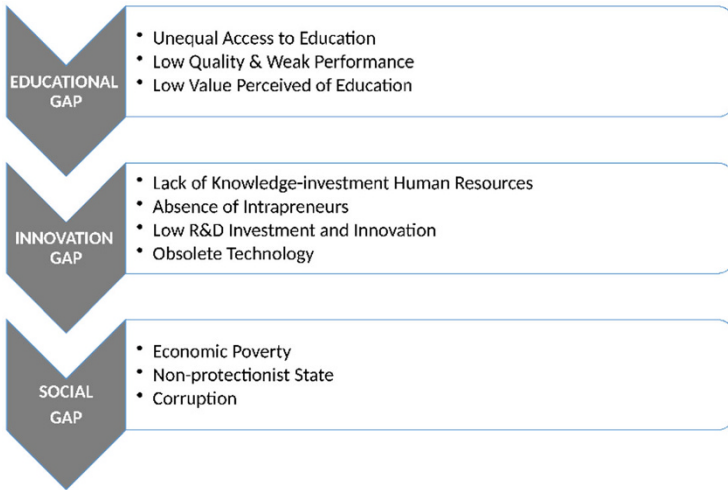 EDUCATIONAL
GAP
• Unequal Access to Education
• Low Quality & Weak Performance
• Low Value Perceived of Education
INNOVATION
GAP
• Lack of Knowledge-investment Human Resources
• Absence of Intrapreneurs
• Low R&D Investment and Innovation
• Obsolete Technology
SOCIAL
GAP
• Economic Poverty
• Non-protectionist State
• Corruption